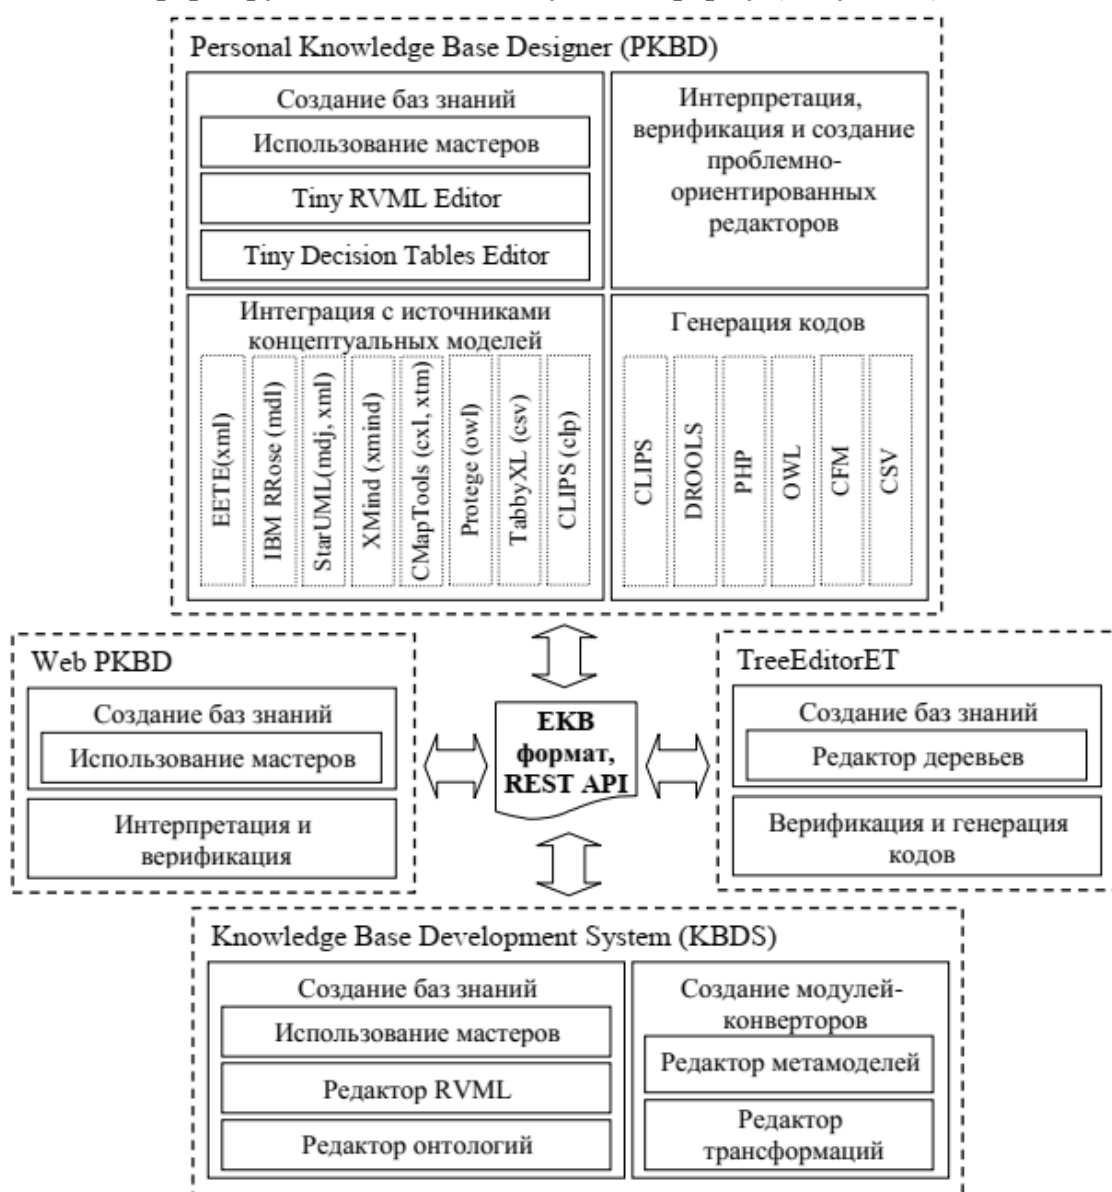 Personal Knowledge Base Designer (PKBD)
Создание баз знаний
Использование мастеров
Tiny RVML Editor
Tiny Decision Tables Editor
Интерпретация,
верификация и создание
проблемно-
ориентированных
редакторов
Интеграция с источниками
концептуальных моделей
EETE(xml)
IBM RRose (mdl)
StarUML(mdj, xml)
XMind (xmind)
CMapTools (cxl, xtm)
Protege (owl)
TabbyXL (csv)
CLIPS (clp)
Генерация кодов
CLIPS
DROOLS
PHP
OWL
CFM
CSV
Web PKBD
Создание баз знаний
Использование мастеров
Интерпретация и
верификация
EKB
формат,
REST API
TreeEditorET
Создание баз знаний
Редактор деревьев
Верификация и генерация
кодов
Knowledge Base Development System (KBDS)
Создание баз знаний
Использование мастеров
Редактор RVML
Редактор онтологий
Создание модулей-
конверторов
Редактор метамоделей
Редактор
трансформаций